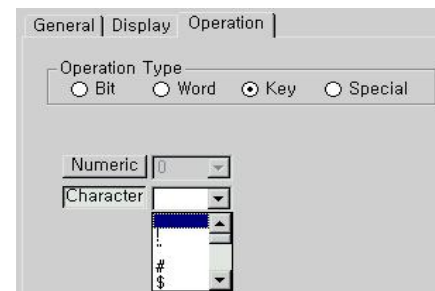 General Display Operation
Operation Type
Bit Word Key Special
Numeric 0
Character
!
#
$